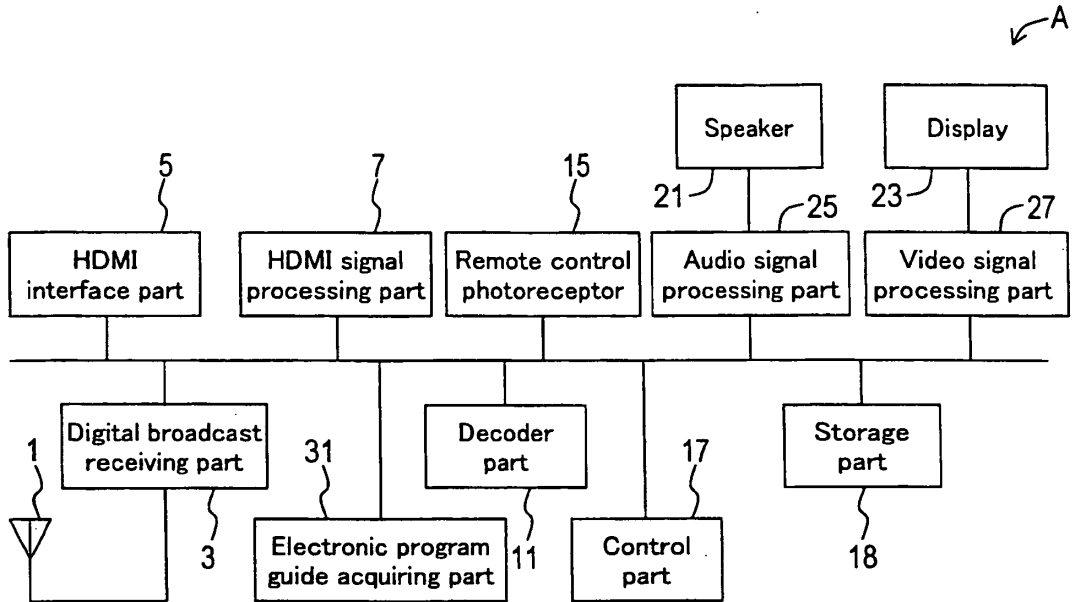 A
Speaker
Display
5
7
15
21
25
23
27
HDMI
interface part
HDMI signal
processing part
Remote control
photoreceptor
Audio signal
processing part
Video signal
processing part
Digital broadcast
receiving part
Decoder
part
Storage
part
1
31
17
3
11
18
Electronic program
guide acquiring part
Control
part